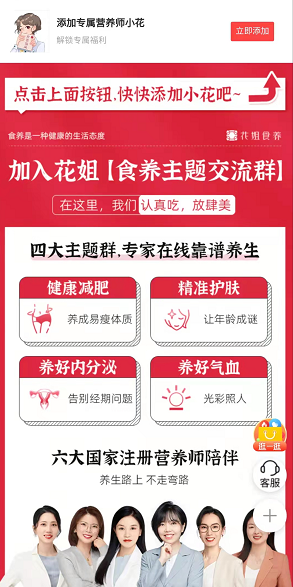 添加专属营养师小花
解锁专属福利
立即添加
点击上面按钮.快快添加小花吧~
食养是一种健康的生活态度
花姐食养
加入花姐【食养主题交流群】
在这里，我们认真吃，放肆美
四大主题群.专家在线靠谱养生
健康减肥
养成易瘦体质
精准护肤
让年龄成谜
养好内分泌
告别经期问题
养好气血
光彩照人
逛一逛
六大国家注册营养师陪伴
养生路上 不走弯路
客服